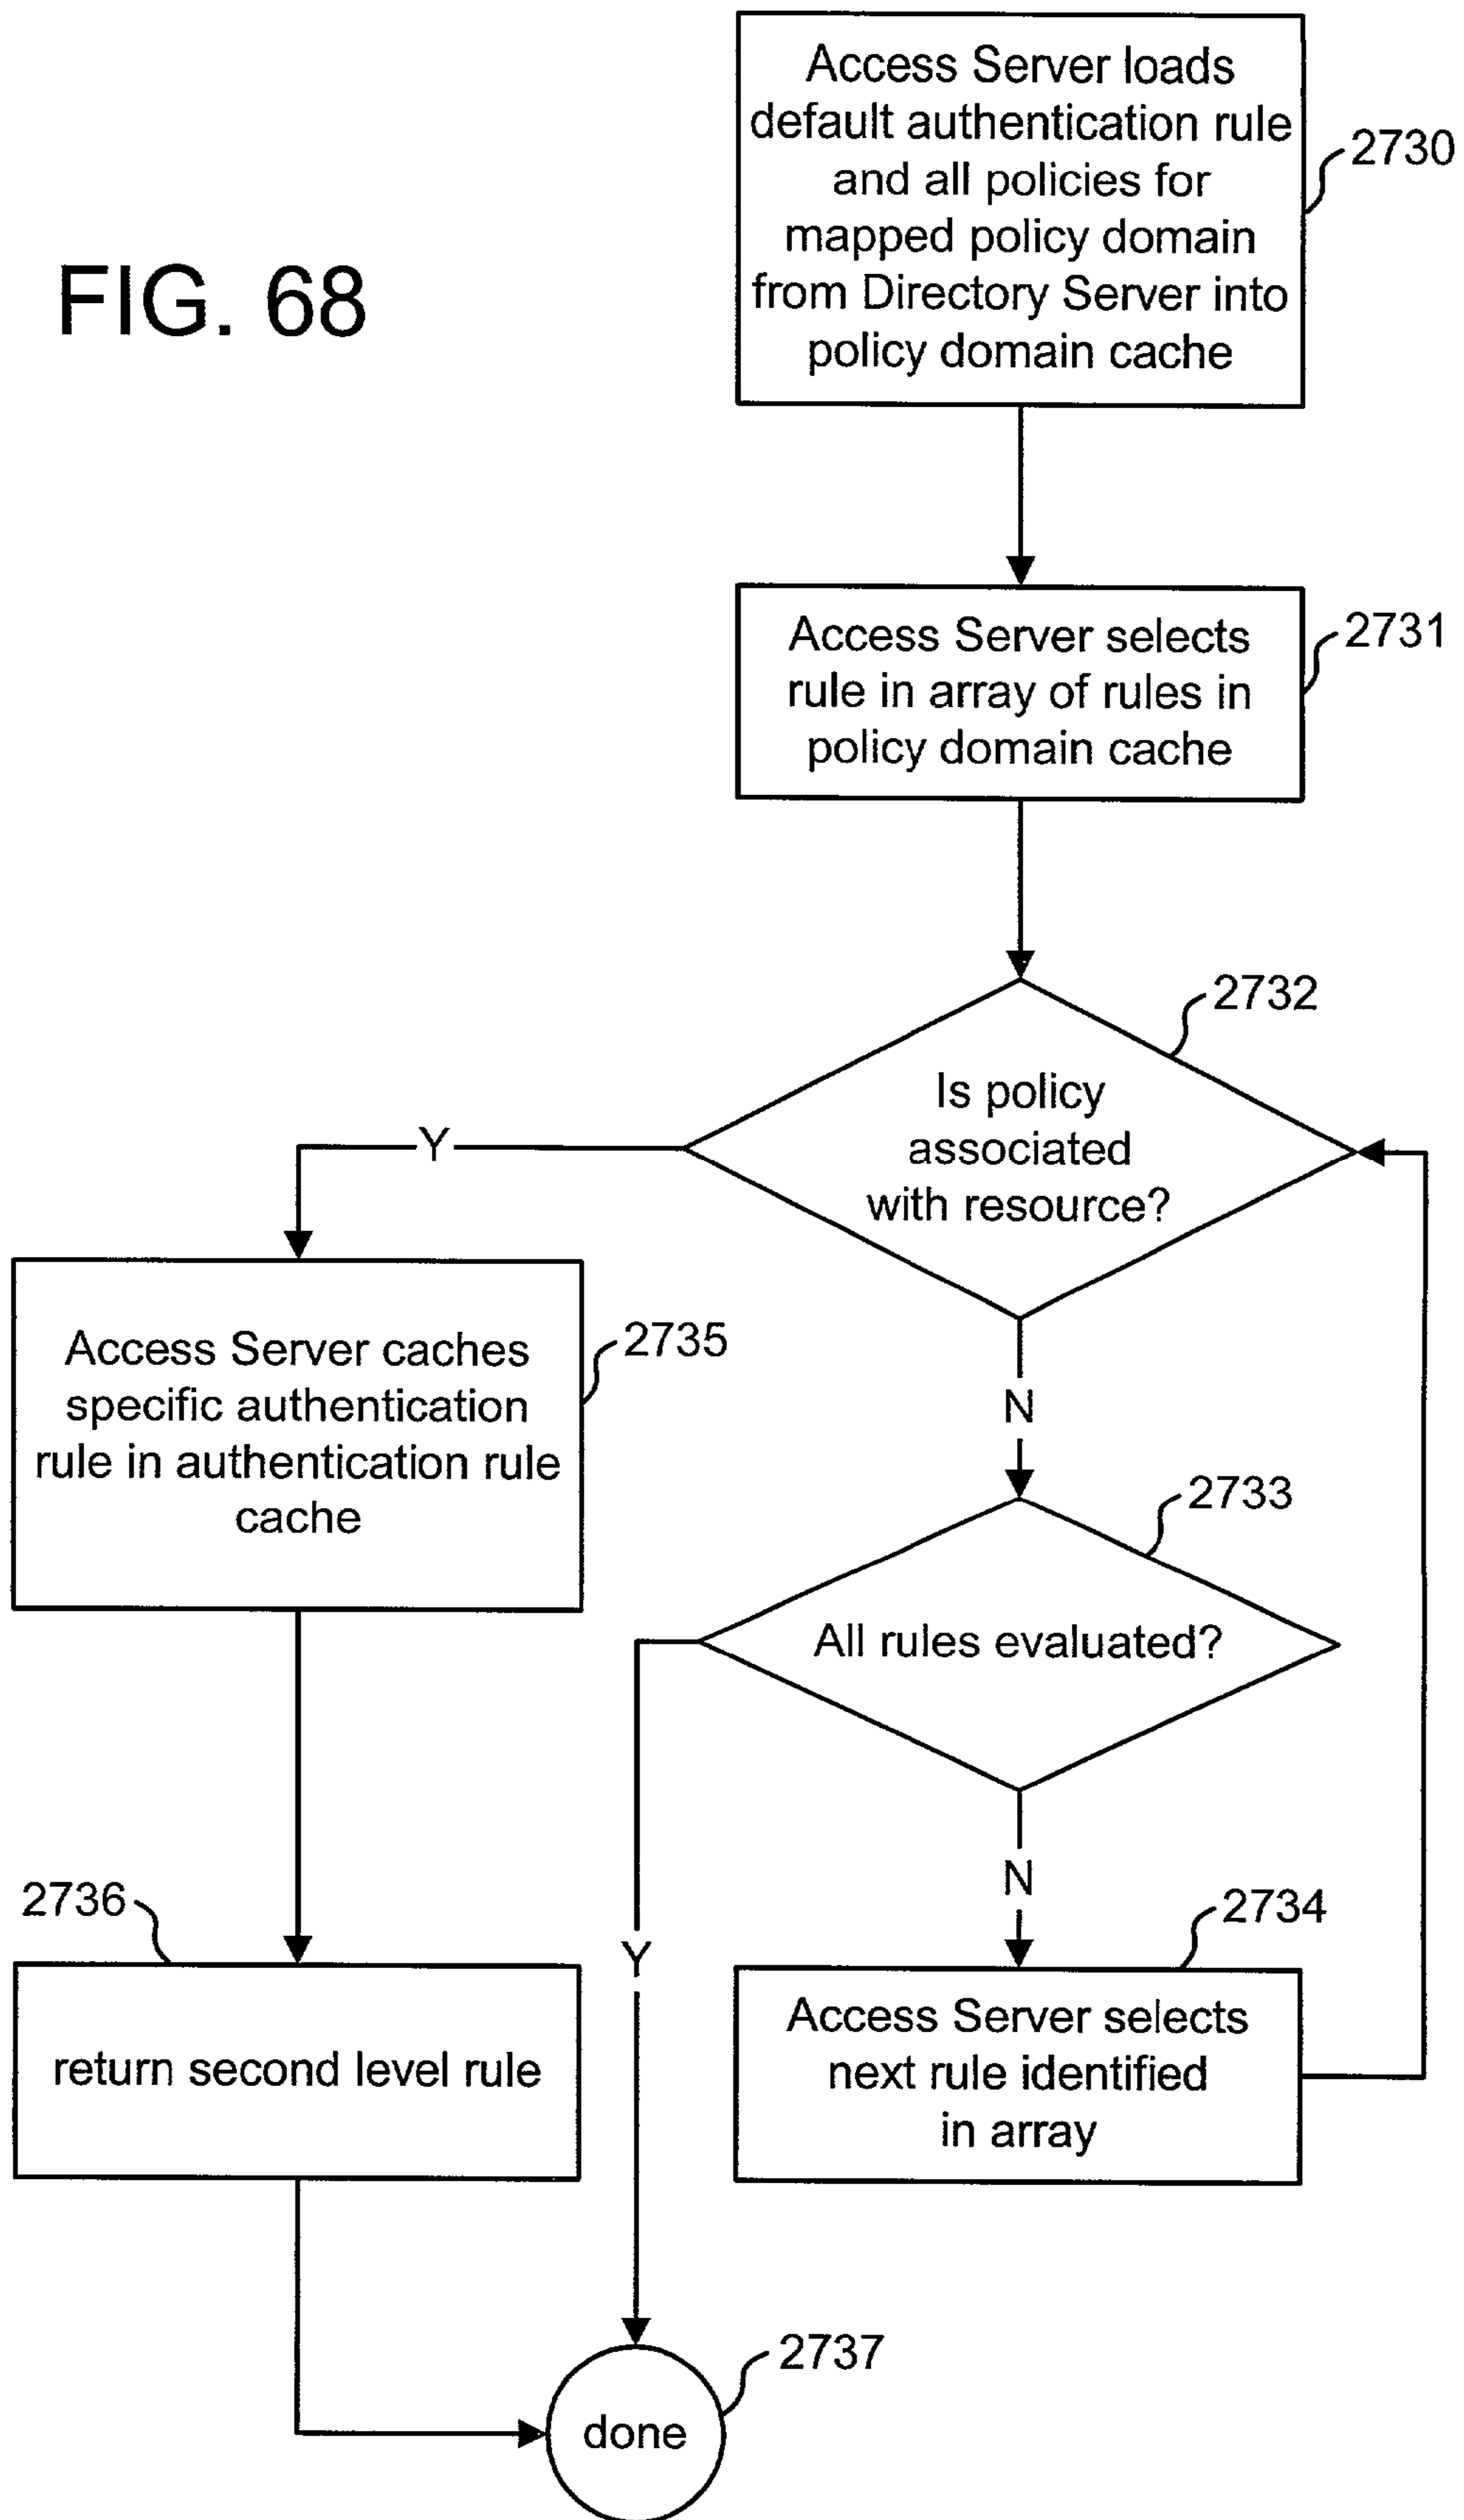 Access Server loads
default authentication rule
and all policies for
mapped policy domain
from Directory Server into
policy domain cache
2730
FIG. 68
Access Server selects
rule in array of rules in
policy domain cache
2731
2732
Is policy
associated
with resource?
Y
N
Access Server caches
specific authentication
rule in authentication rule
cache
2735
2733
All rules evaluated?
N
Y
2736
return second level rule
2734
Access Server selects
next rule identified
in array
2737
done